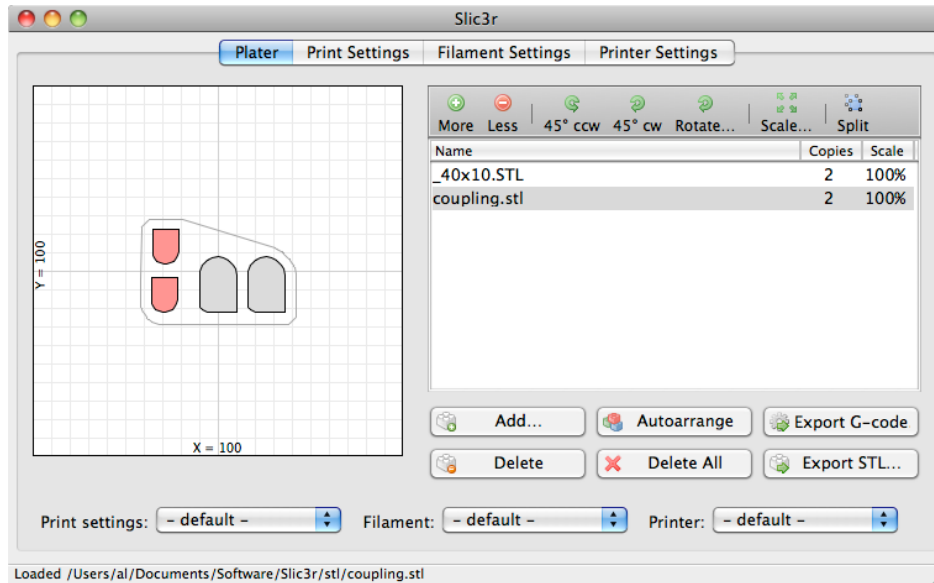 Slic3r
Plater Print Settings Filament Settings Printer Settings
More Less 45° ccw 45° cw Rotate... Scale... Split
Name Copies Scale
_40x10.STL 2 100%
coupling.stl 2 100%
Y = 100
X = 100
Add... Autoarrange Export G-code
Delete Delete All Export STL...
Print settings: - default - Filament: - default - Printer: - default -
Loaded /Users/al/Documents/Software/Slic3r/stl/coupling.stl